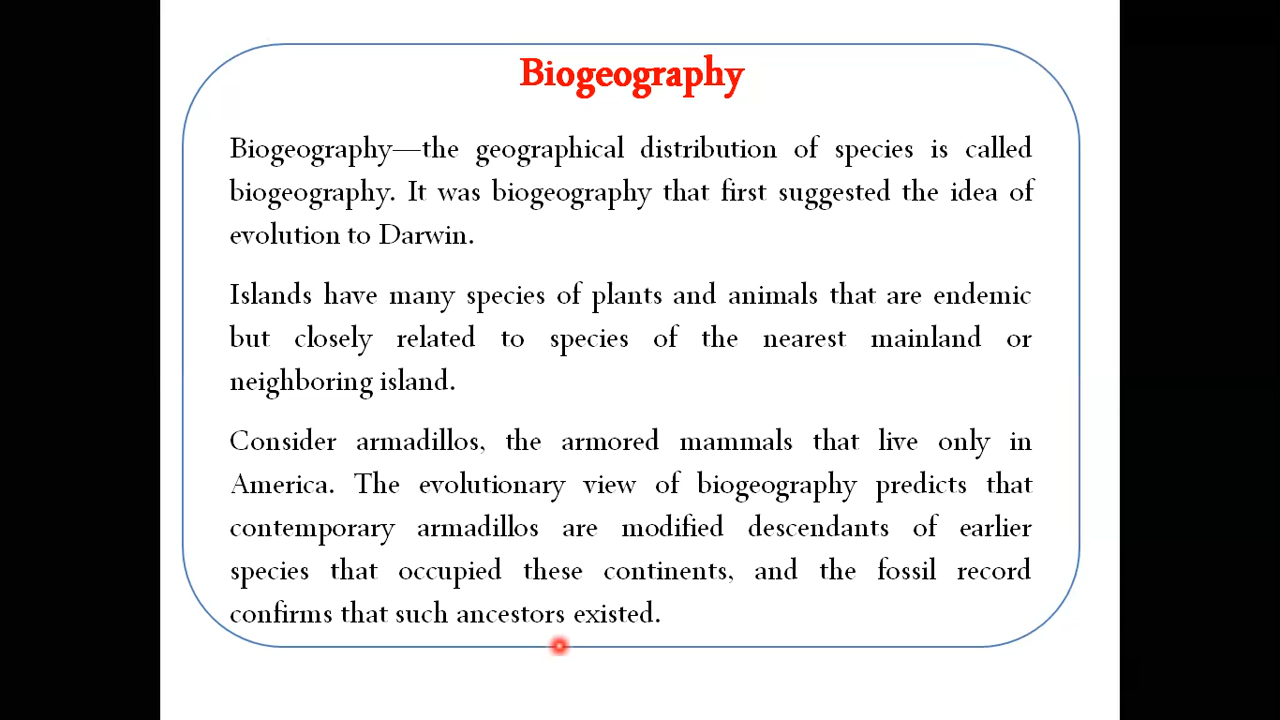 Biogeography
Biogeography—the geographical distribution of species is called
biogeography. It was biogeography that first suggested the idea of
evolution to Darwin.
Islands have many species of plants and animals that are endemic
but closely related to species of the nearest mainland or
neighboring island.
Consider armadillos, the armored mammals that live only in
America. The evolutionary view of biogeography predicts that
contemporary armadillos are modified descendants of earlier
species that occupied these continents, and the fossil record
confirms that such ancestors existed.